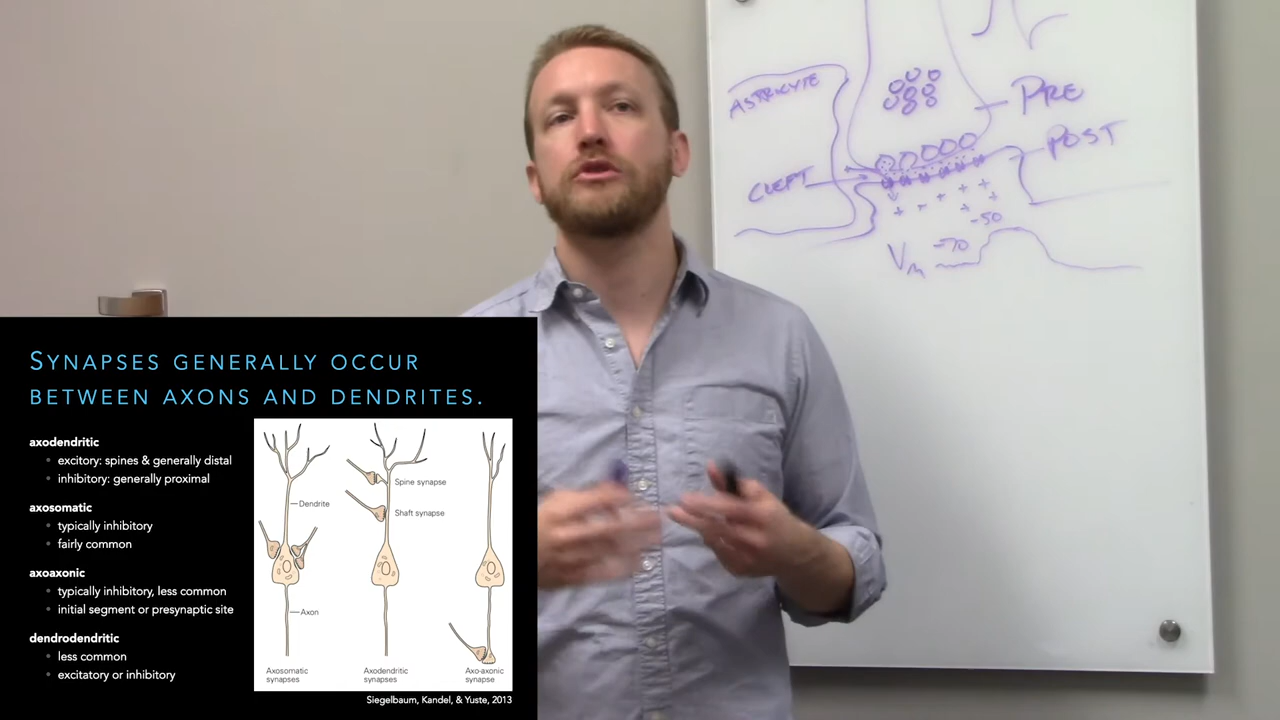 ASTROCYTE
PRE
POST
CLEFT
-50
-70
Vm
SYNAPSES GENERALLY OCCUR
BETWEEN AXONS AND DENDRITES.
axodendritic
excitory: spines & generally distal
inhibitory: generally proximal
axosomatic
typically inhibitory
fairly common
axoaxonic
typically inhibitory, less common
initial segment or presynaptic site
dendrodendritic
less common
excitatory or inhibitory
Spine synapse
Dendrite
Shaft synapse
Axon
Axosomatic
synapses
Axodendritic
synapses
Axo-axonic
synapse
Siegelbaum, Kandel, & Yuste, 2013